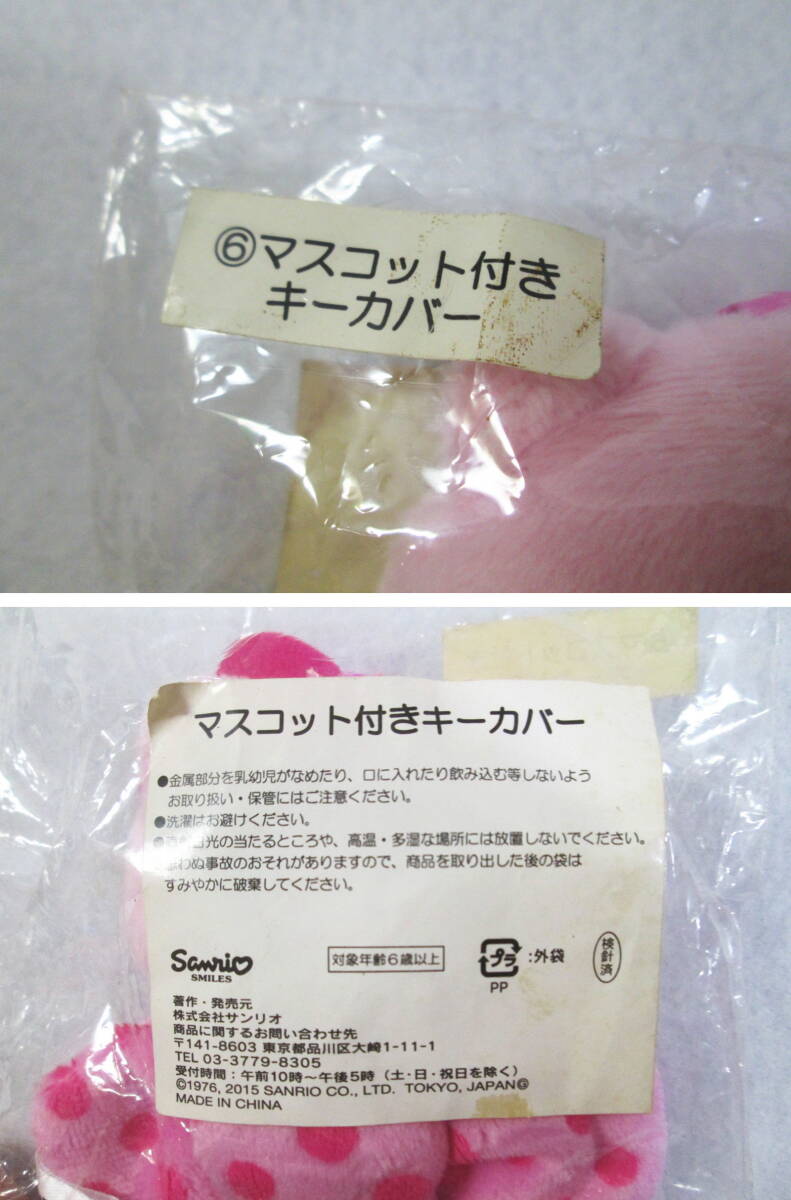 ⑥マスコット付き
キーカバー
マスコット付きキーカバー
●金属部分を乳幼児がなめたり、口に入れたり飲み込む等しないよう
お取り扱い・保管にはご注意ください。
●洗濯はお避けください。
日光の当たるところや、高温・多湿な場所には放置しないでください。
わぬ事故のおそれがありますので、商品を取り出した後の袋は
すみやかに破棄してください。
Sanrio
SMILES
対象年齢6歳以上
プラ :外袋
PP
検針済
著作・発売元
株式会社サンリオ
商品に関するお問い合わせ先
〒141-8603 東京都品川区大崎1-11-1
TEL 03-3779-8305
受付時間：午前10時〜午後5時（土・日・祝日を除く）
©1976, 2015 SANRIO CO., LTD. TOKYO, JAPAN Ⓖ
MADE IN CHINA